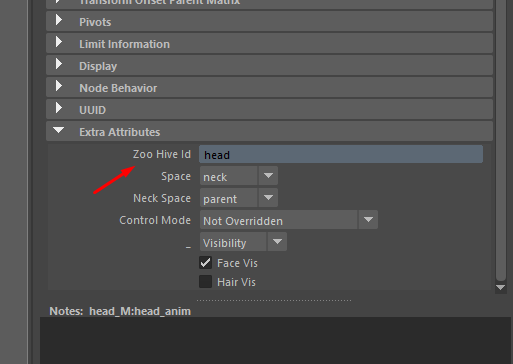 Transform Offset Parent Matrix
Pivots
Limit Information
Display
Node Behavior
UUID
Extra Attributes
Zoo Hive Id head
Space neck
Neck Space parent
Control Mode Not Overridden
_ Visibility
Face Vis
Hair Vis
Notes: head_M:head_anim